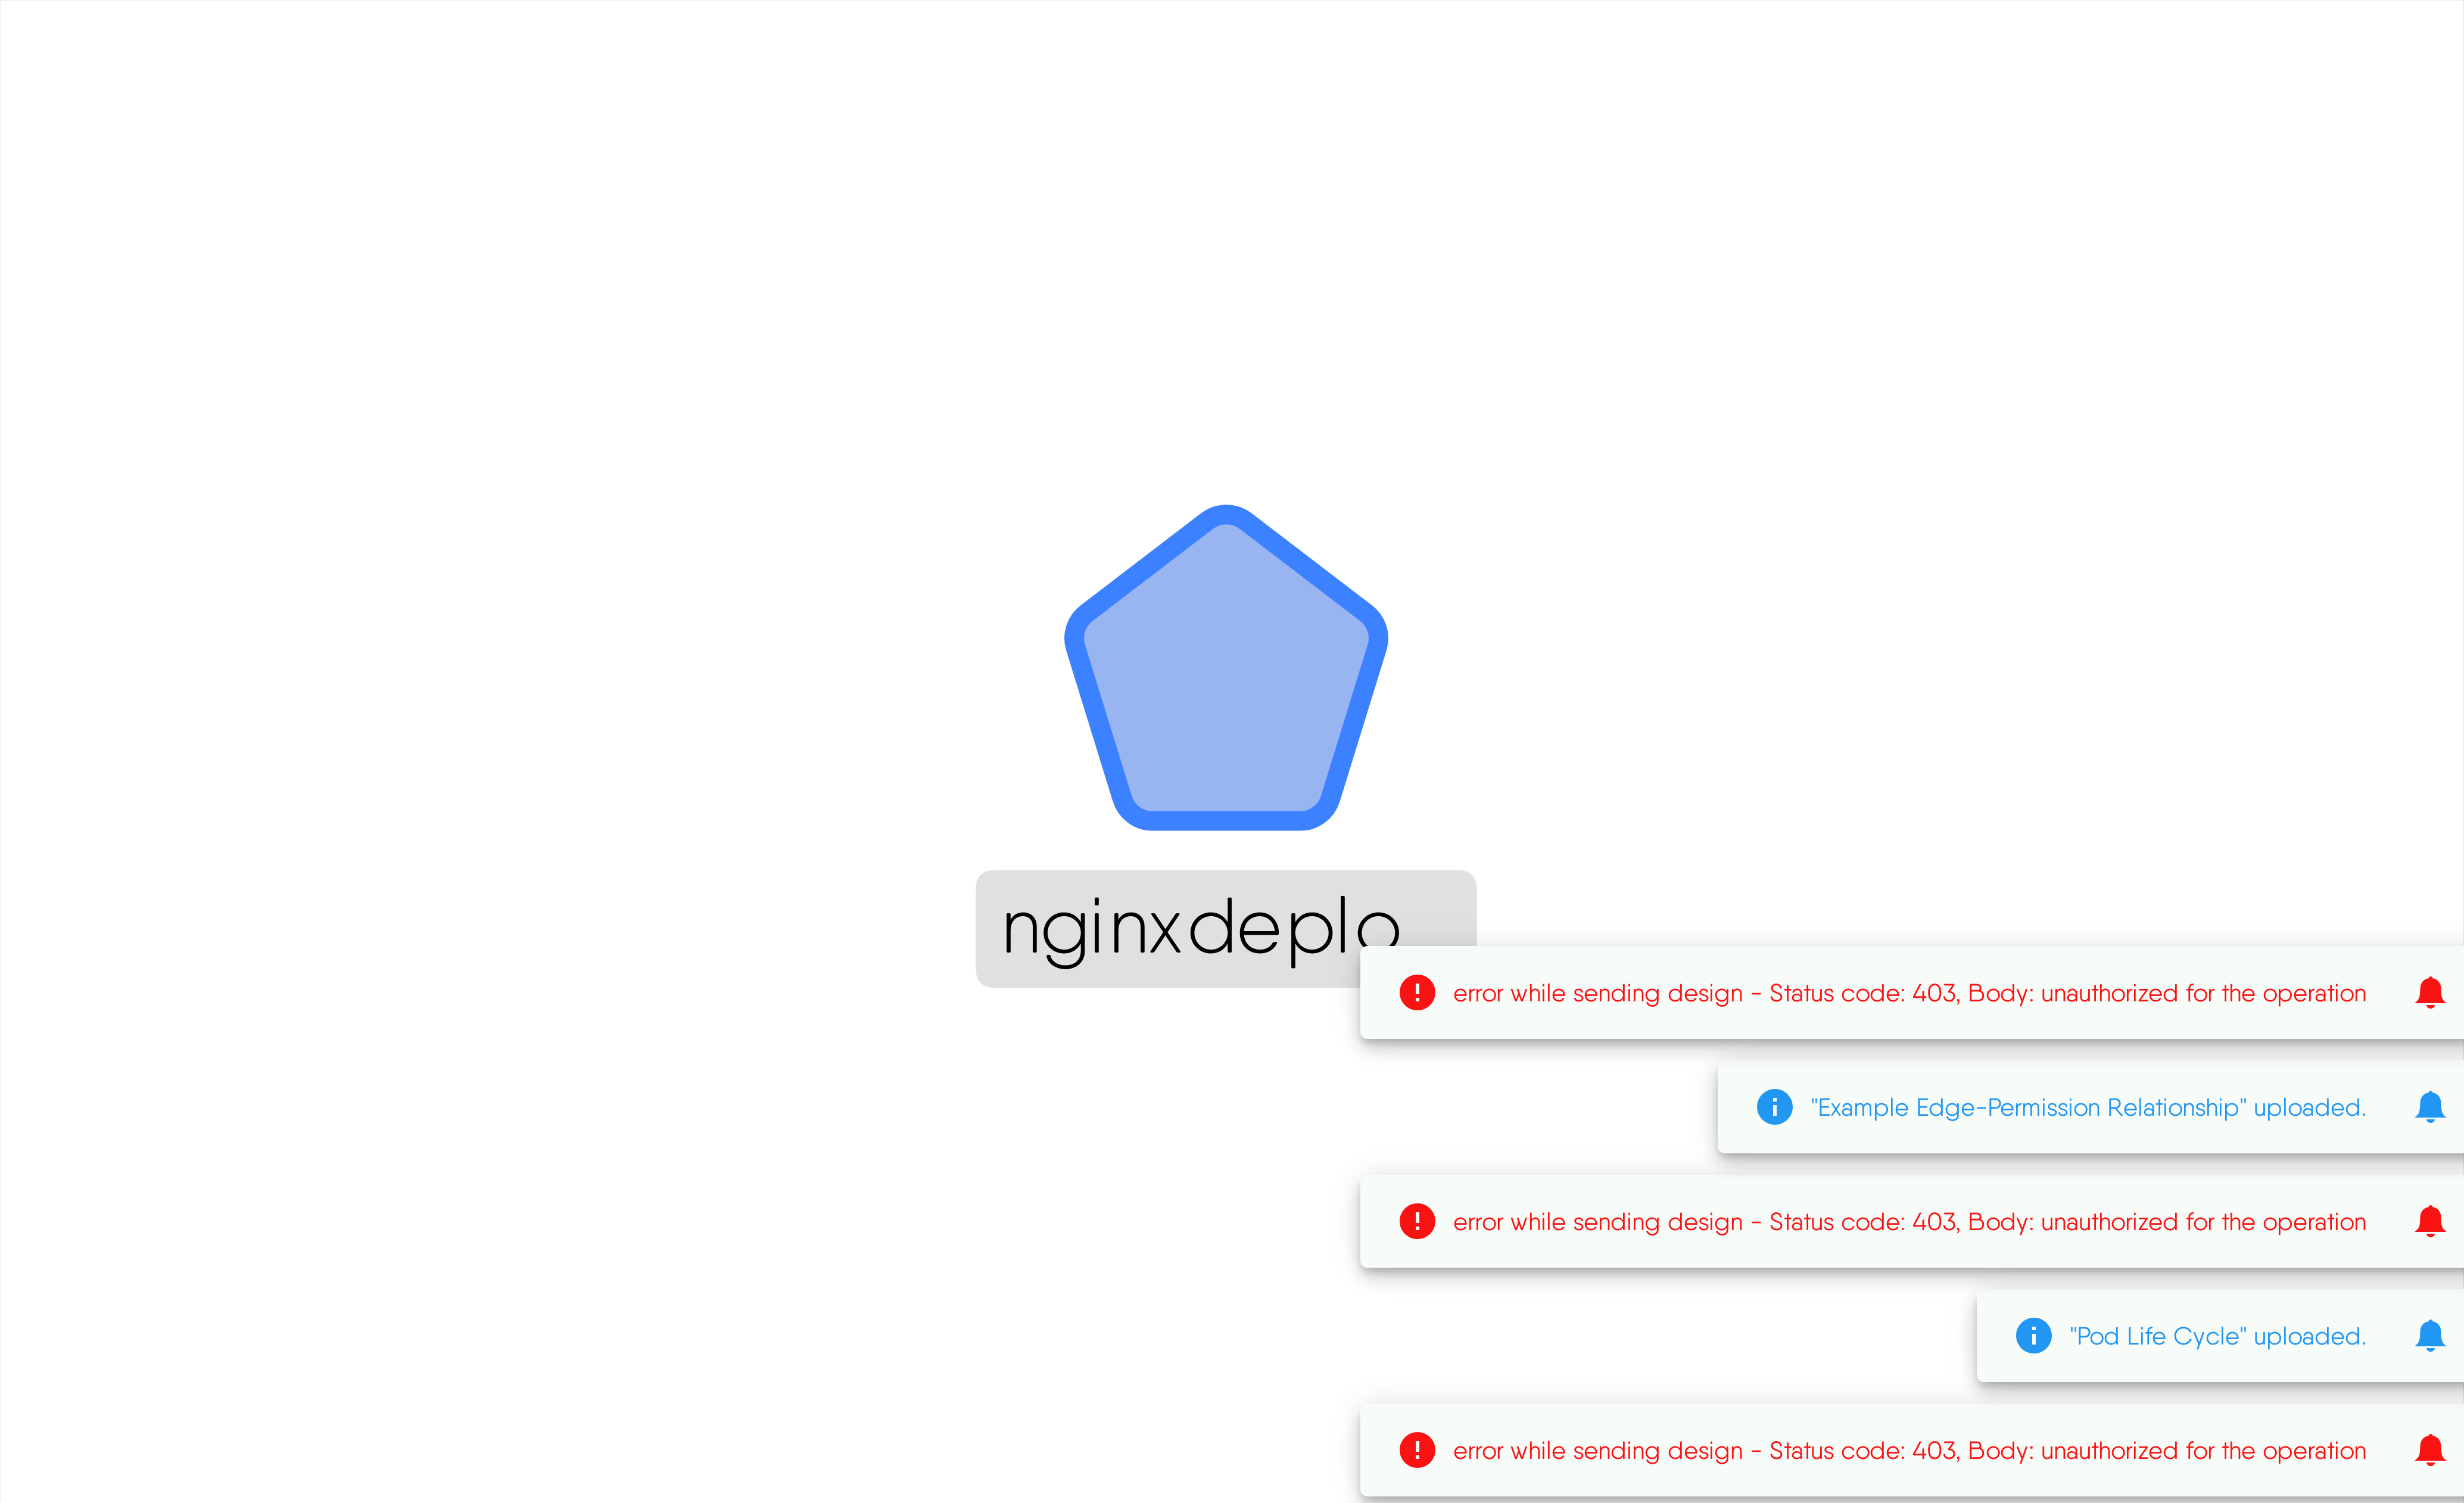 nginxdeplo
error while sending design - Status code: 403, Body: unauthorized for the operation
"Example Edge-Permission Relationship" uploaded.
error while sending design - Status code: 403, Body: unauthorized for the operation
"Pod Life Cycle" uploaded.
error while sending design - Status code: 403, Body: unauthorized for the operation